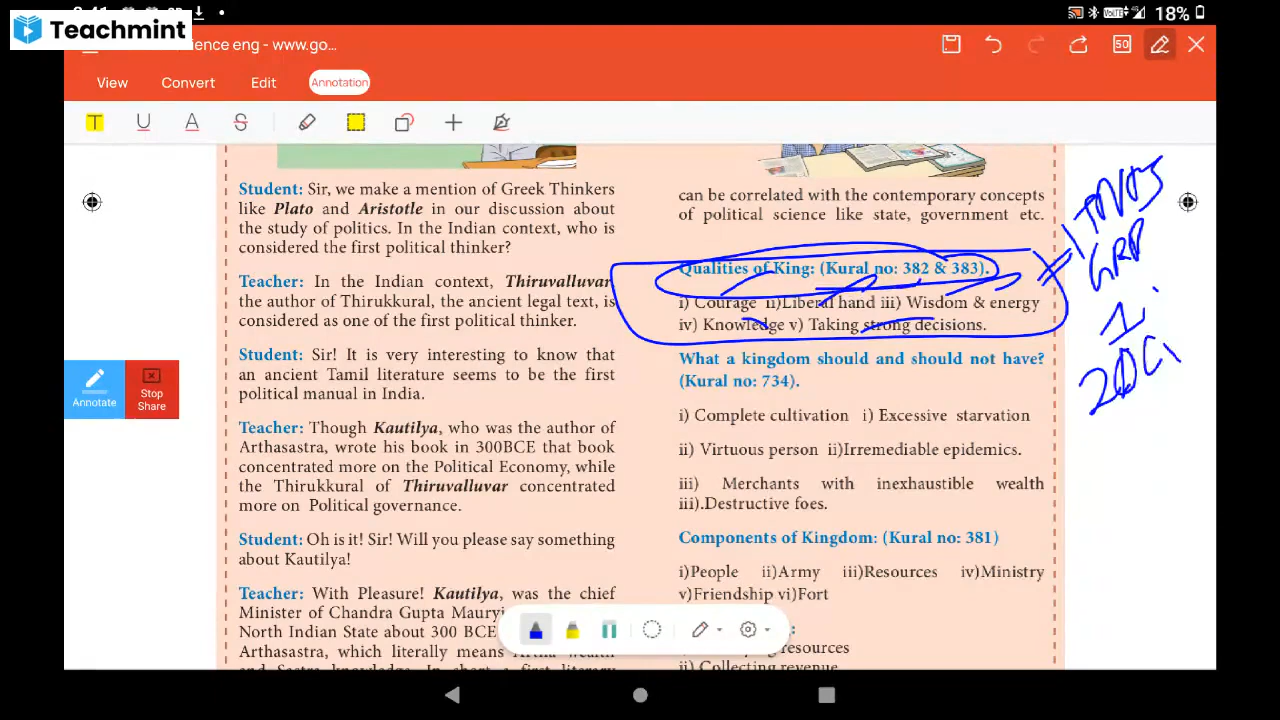 18%
Teachmint
ience eng - www.go...
50
View Convert Edit Annotation
Student: Sir, we make a mention of Greek Thinkers
like Plato and Aristotle in our discussion about
the study of politics. In the Indian context, who is
considered the first political thinker?
Teacher: In the Indian context, Thiruvalluvar,
the author of Thirukkural, the ancient legal text, is
considered as one of the first political thinker.
Student: Sir! It is very interesting to know that
an ancient Tamil literature seems to be the first
political manual in India.
Teacher: Though Kautilya, who was the author of
Arthasastra, wrote his book in 300BCE that book
concentrated more on the Political Economy, while
the Thirukkural of Thiruvalluvar concentrated
more on Political governance.
Student: Oh is it! Sir! Will you please say something
about Kautilya!
Teacher: With Pleasure! Kautilya, was the chief
Minister of Chandra Gupta
North Indian State about 300 BCE
Arthasastra, which literally means
can be correlated with the contemporary concepts
of political science like state, government etc.
Qualities of King: (Kural no: 382 & 383).
i) Courage ii)Liberal hand iii) Wisdom & energy
iv) Knowledge v) Taking strong decisions.
What a kingdom should and should not have?
(Kural no: 734).
i) Complete cultivation i) Excessive starvation
ii) Virtuous person ii)Irremediable epidemics.
iii) Merchants with inexhaustible wealth
iii).Destructive foes.
Components of Kingdom: (Kural no: 381)
i)People ii)Army iii)Resources iv)Ministry
v)Friendship vi)Fort
resources
ii) Collecting revenue
GRP
1
Annotate
Stop
Share